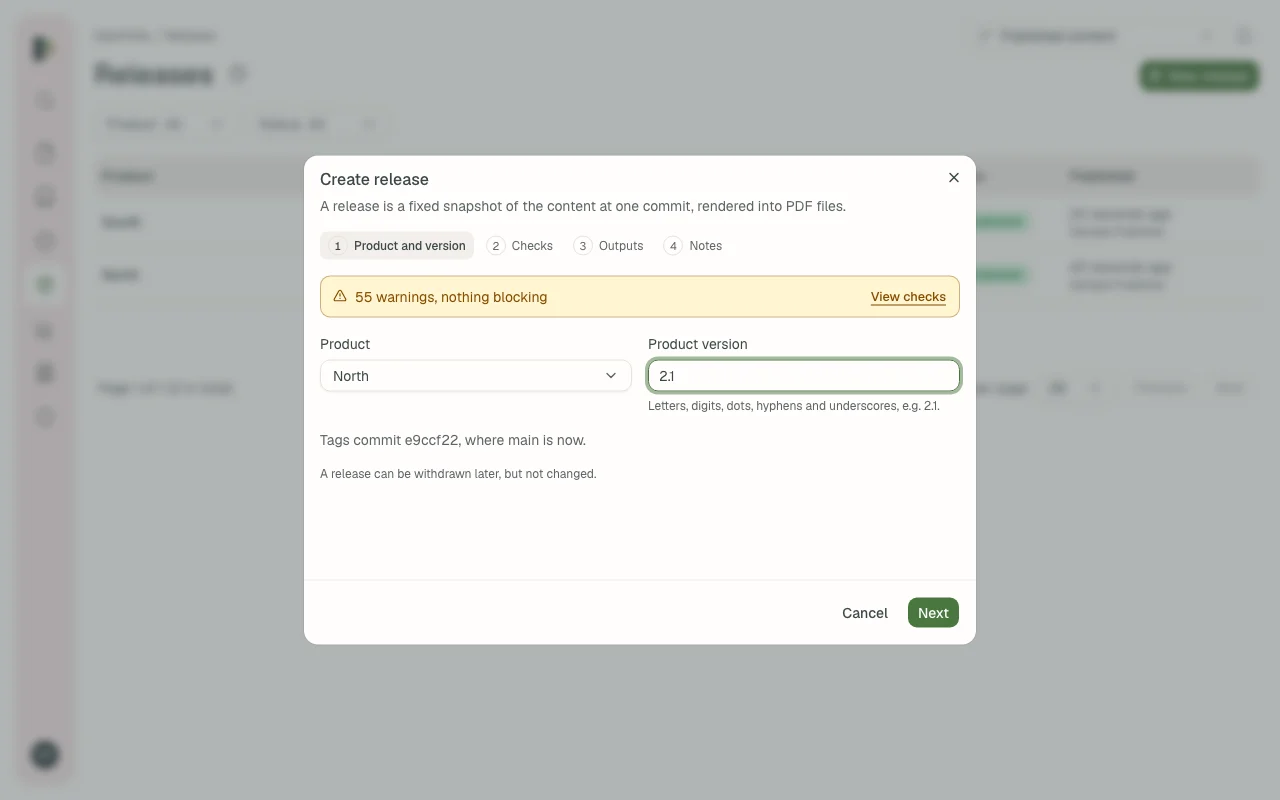 Releases
Create release
A release is a fixed snapshot of the content at one commit, rendered into PDF files.
1 Product and version 2 Checks 3 Outputs 4 Notes
55 warnings, nothing blocking View checks
Product Product version
North 2.1
Letters, digits, dots, hyphens and underscores, e.g. 2.1.
Tags commit e9ccf22, where main is now.
A release can be withdrawn later, but not changed.
Cancel Next